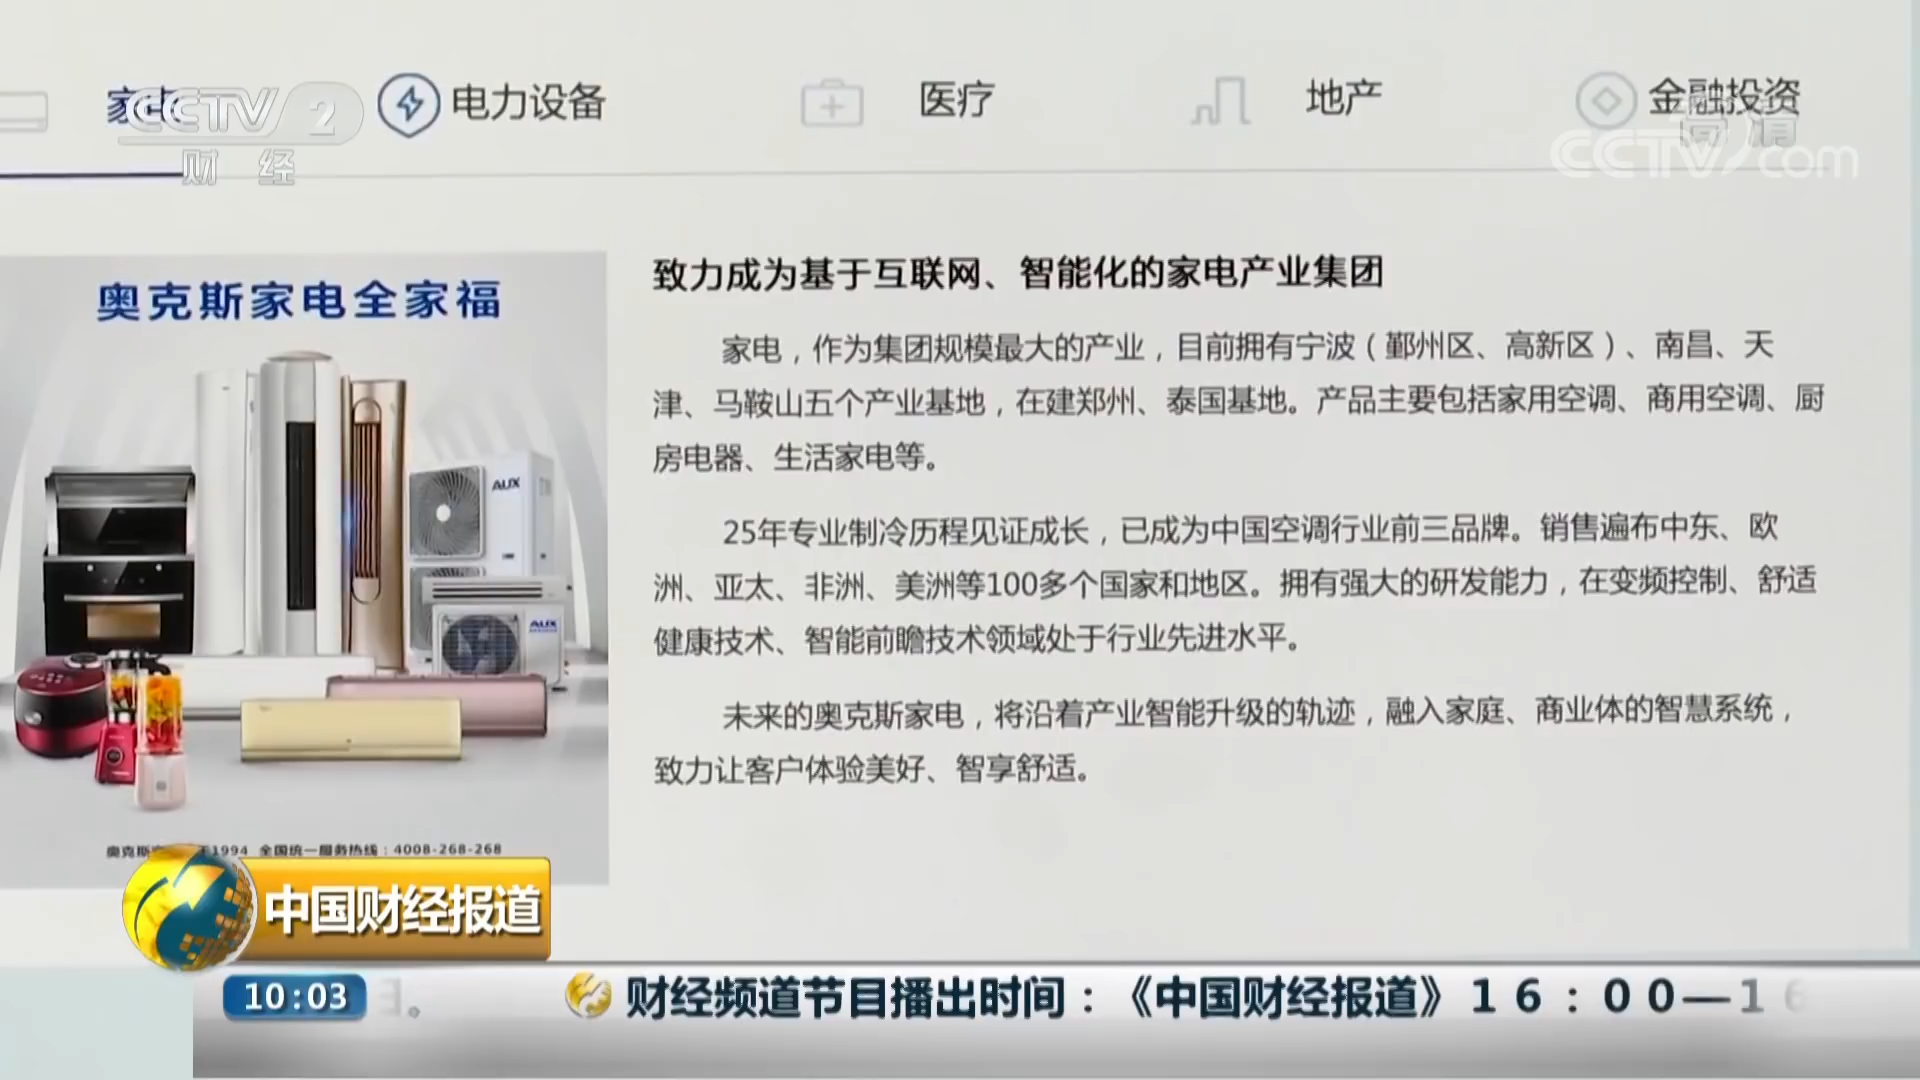 家电
电力设备
医疗
地产
金融投资
CCTV 2
财 经
高清
CCTV.com
奥克斯家电全家福
AUX
AUX
全国统一服务热线：4008-268-268
致力成为基于互联网、智能化的家电产业集团
家电，作为集团规模最大的产业，目前拥有宁波（鄞州区、高新区）、南昌、天
津、马鞍山五个产业基地，在建郑州、泰国基地。产品主要包括家用空调、商用空调、厨
房电器、生活家电等。
25年专业制冷历程见证成长，已成为中国空调行业前三品牌。销售遍布中东、欧
洲、亚太、非洲、美洲等100多个国家和地区。拥有强大的研发能力，在变频控制、舒适
健康技术、智能前瞻技术领域处于行业先进水平。
未来的奥克斯家电，将沿着产业智能升级的轨迹，融入家庭、商业体的智慧系统，
致力让客户体验美好、智享舒适。
中国财经报道
10:03
财经频道节目播出时间：《中国财经报道》16：00—16